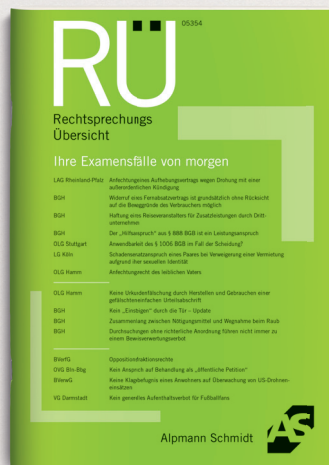 05354
RÜ
Rechtsprechungs
Übersicht
Ihre Examensfälle von morgen
LAG Rheinland-Pfalz Anfechtung eines Aufhebungsvertrags wegen Drohung mit einer
außerordentlichen Kündigung
BGH Widerruf eines Fernabsatzvertrags ist grundsätzlich ohne Rücksicht
auf die Beweggründe des Verbrauchers möglich
BGH Haftung eines Reiseveranstalters für Zusatzleistungen durch Dritt-
unternehmer
BGH Der „Hilfsauspruch" aus § 888 BGB ist ein Leistungsanspruch
OLG Stuttgart Anwendbarkeit des § 1006 BGB im Fall der Scheidung?
LG Köln Schadensersatzanspruch eines Paares bei Verweigerung einer Vermietung
aufgrund ihrer sexuellen Identität
OLG Hamm Anfechtungsrecht des leiblichen Vaters
OLG Hamm Keine Urkundenfälschung durch Herstellen und Gebrauchen einer
gefälschten einfachen Urteilsabschrift
BGH Kein „Einsbigen" durch die Tür – Update
BGH Zusammenhang zwischen Nötigungsmittel und Wegnahme beim Raub
BGH Durchsuchungen ohne richterliche Anordnung führen nicht immer zu
einem Beweisverwertungsverbot
BVerfG Oppositionsfraktionsrechte
OVG Bln-Bbg Kein Anspruch auf Behandlung als „öffentliche Petition"
BVerwG Keine Klagebefugnis eines Anwohners auf Überwachung von US-Drohnen-
einsätzen
VG Darmstadt Kein generelles Aufenthaltsverbot für Fußballfans
Alpmann Schmidt
AS